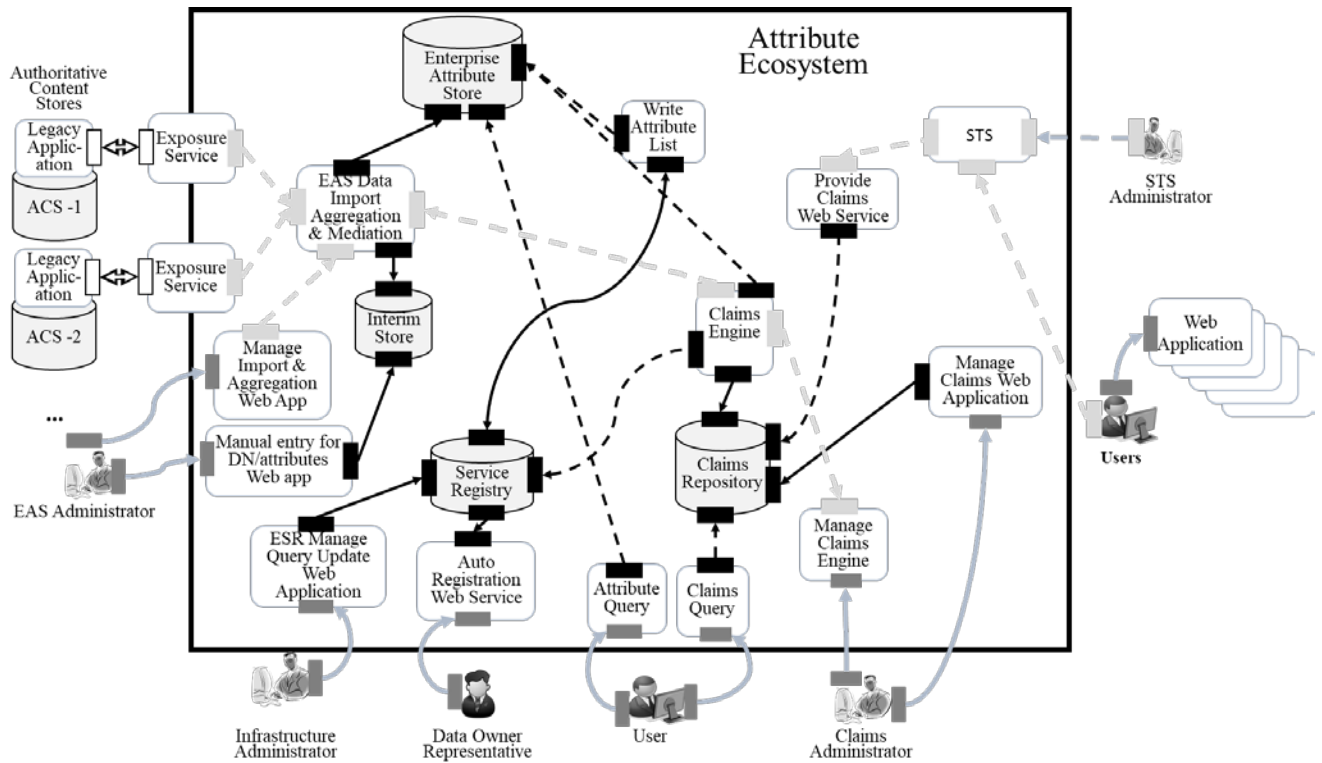 Attribute
Ecosystem
Enterprise
Attribute
Store
Authoritative
Content
Stores
Legacy
Applic-
ation
ACS -1
Exposure
Service
Legacy
Applic-
ation
ACS -2
Exposure
Service
...
EAS Data
Import
Aggregation
& Mediation
Write
Attribute
List
STS
STS
Administrator
Provide
Claims
Web Service
Interim
Store
Claims
Engine
Manage
Import &
Aggregation
Web App
Manage
Claims Web
Application
Web
Application
Users
Manual entry for
DN/attributes
Web app
EAS Administrator
Service
Registry
Claims
Repository
ESR Manage
Query Update
Web
Application
Auto
Registration
Web Service
Attribute
Query
Claims
Query
Manage
Claims
Engine
Infrastructure
Administrator
Data Owner
Representative
User
Claims
Administrator